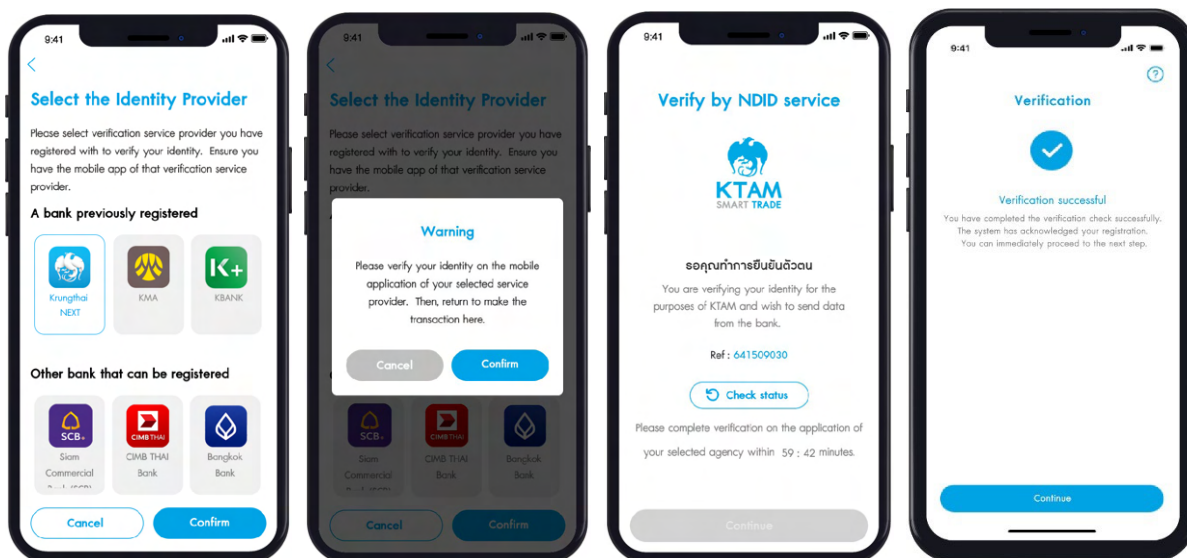 9:41
Select the Identity Provider
Please select verification service provider you have
registered with to verify your identity. Ensure you
have the mobile app of that verification service
provider.
A bank previously registered
K+
Krungthai
NEXT
KMA
KBANK
Other bank that can be registered
SCB
CIMB THAI
Siam
Commercial
Bank (SCB)
CIMB THAI
Bank
Bangkok
Bank
Cancel
Confirm
9:41
Select the Identity Provider
Please select verification service provider you have
registered with to verify your identity. Ensure you
have the mobile app of that verification service
provider.
Warning
Please verify your identity on the mobile
application of your selected service
provider. Then, return to make the
transaction here.
Cancel
Confirm
SCB
CIMB THAI
Siam
Commercial
Bank (SCB)
CIMB THAI
Bank
Bangkok
Bank
Cancel
Confirm
9:41
Verify by NDID service
KTAM
SMART TRADE
รอคุณทำการยืนยันตัวตน
You are verifying your identity for the
purposes of KTAM and wish to send data
from the bank.
Ref : 641509030
Check status
Please complete verification on the application of
your selected agency within 59 : 42 minutes.
Continue
9:41
?
Verification
Verification successful
You have completed the verification check successfully.
The system has acknowledged your registration.
You can immediately proceed to the next step.
Continue